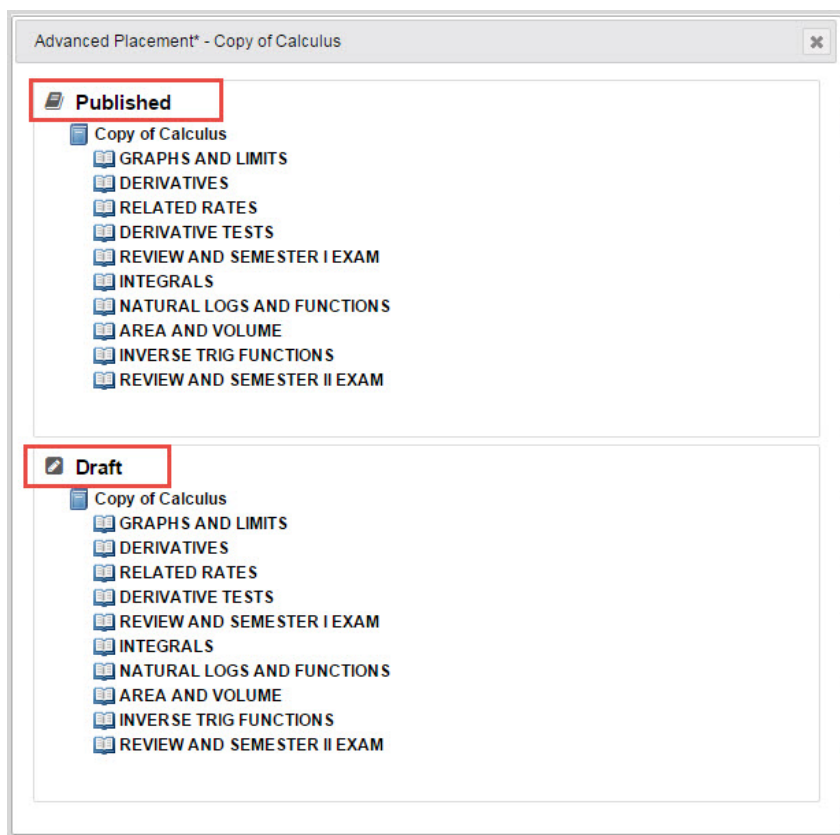 Advanced Placement* - Copy of Calculus
Published
Copy of Calculus
GRAPHS AND LIMITS
DERIVATIVES
RELATED RATES
DERIVATIVE TESTS
REVIEW AND SEMESTER I EXAM
INTEGRALS
NATURAL LOGS AND FUNCTIONS
AREA AND VOLUME
INVERSE TRIG FUNCTIONS
REVIEW AND SEMESTER II EXAM
Draft
Copy of Calculus
GRAPHS AND LIMITS
DERIVATIVES
RELATED RATES
DERIVATIVE TESTS
REVIEW AND SEMESTER I EXAM
INTEGRALS
NATURAL LOGS AND FUNCTIONS
AREA AND VOLUME
INVERSE TRIG FUNCTIONS
REVIEW AND SEMESTER II EXAM